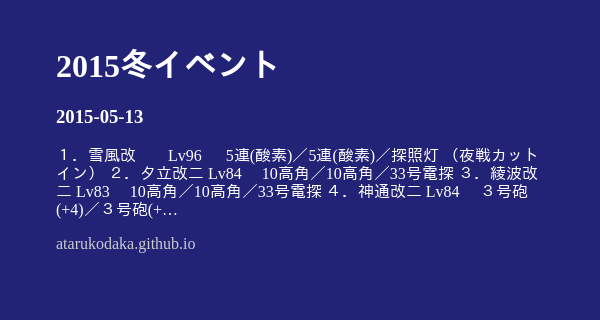 2015冬イベント
2015-05-13
１．雪風改　　Lv96　 5連(酸素)／5連(酸素)／探照灯 （夜戦カット
イン） ２．夕立改二 Lv84　 10高角／10高角／33号電探 ３．綾波改
二 Lv83　 10高角／10高角／33号電探 ４．神通改二 Lv84　 ３号砲
(+4)／３号砲(+…
atarukodaka.github.io